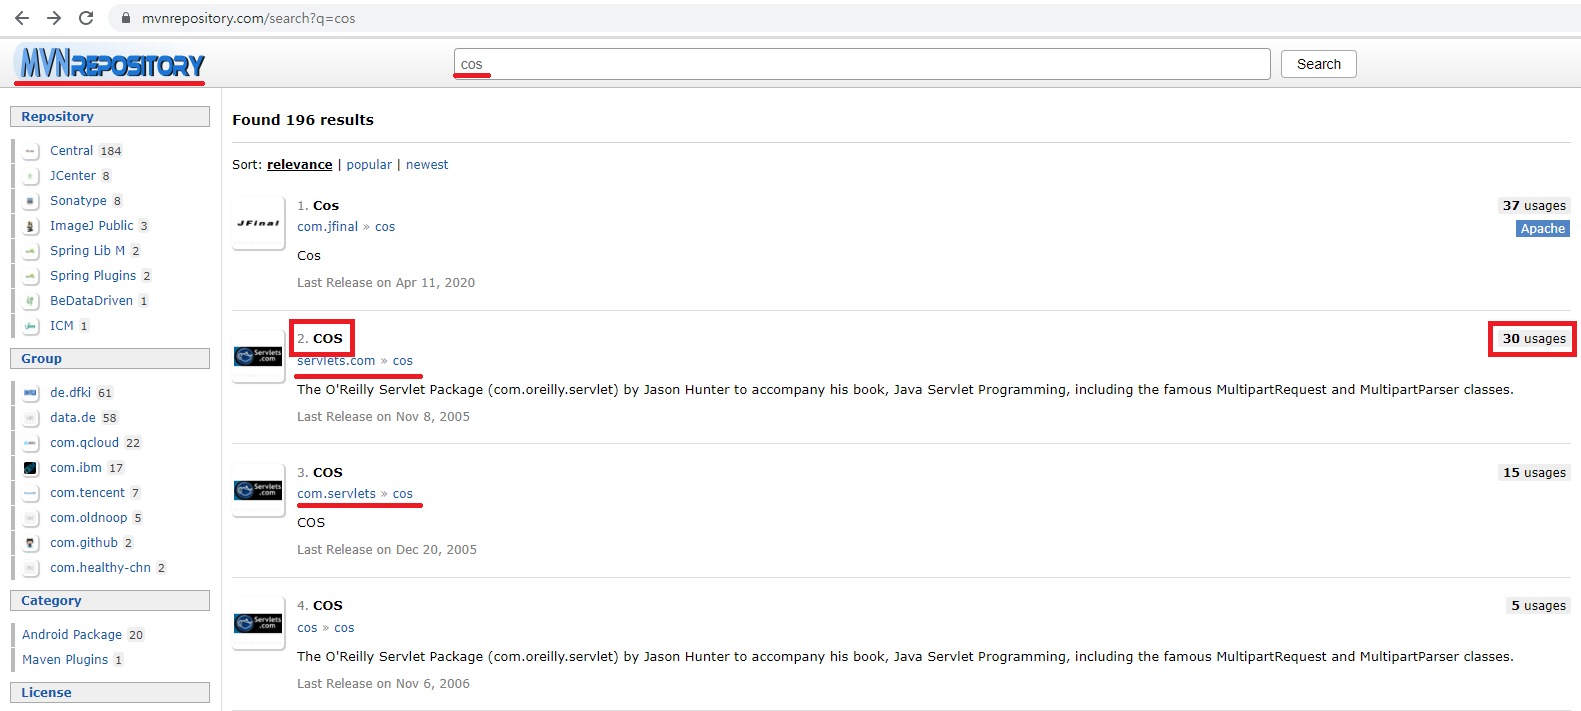 mvnrepository.com/search?q=cos
MVNREPOSITORY
cos
Search
Repository
Central 184
JCenter 8
Sonatype 8
ImageJ Public 3
Spring Lib M 2
Spring Plugins 2
BeDataDriven 1
ICM 1
Group
de.dfki 61
data.de 58
com.qcloud 22
com.ibm 17
com.tencent 7
com.oldnoop 5
com.github 2
com.healthy-chn 2
Category
Android Package 20
Maven Plugins 1
License
Found 196 results
Sort: relevance | popular | newest
JFinal
1. Cos
37 usages
com.jfinal » cos
Apache
Cos
Last Release on Apr 11, 2020
Servlets
.com
2. COS
30 usages
servlets.com » cos
The O'Reilly Servlet Package (com.oreilly.servlet) by Jason Hunter to accompany his book, Java Servlet Programming, including the famous MultipartRequest and MultipartParser classes.
Last Release on Nov 8, 2005
Servlets
.com
3. COS
15 usages
com.servlets » cos
COS
Last Release on Dec 20, 2005
Servlets
.com
4. COS
5 usages
cos » cos
The O'Reilly Servlet Package (com.oreilly.servlet) by Jason Hunter to accompany his book, Java Servlet Programming, including the famous MultipartRequest and MultipartParser classes.
Last Release on Nov 6, 2006